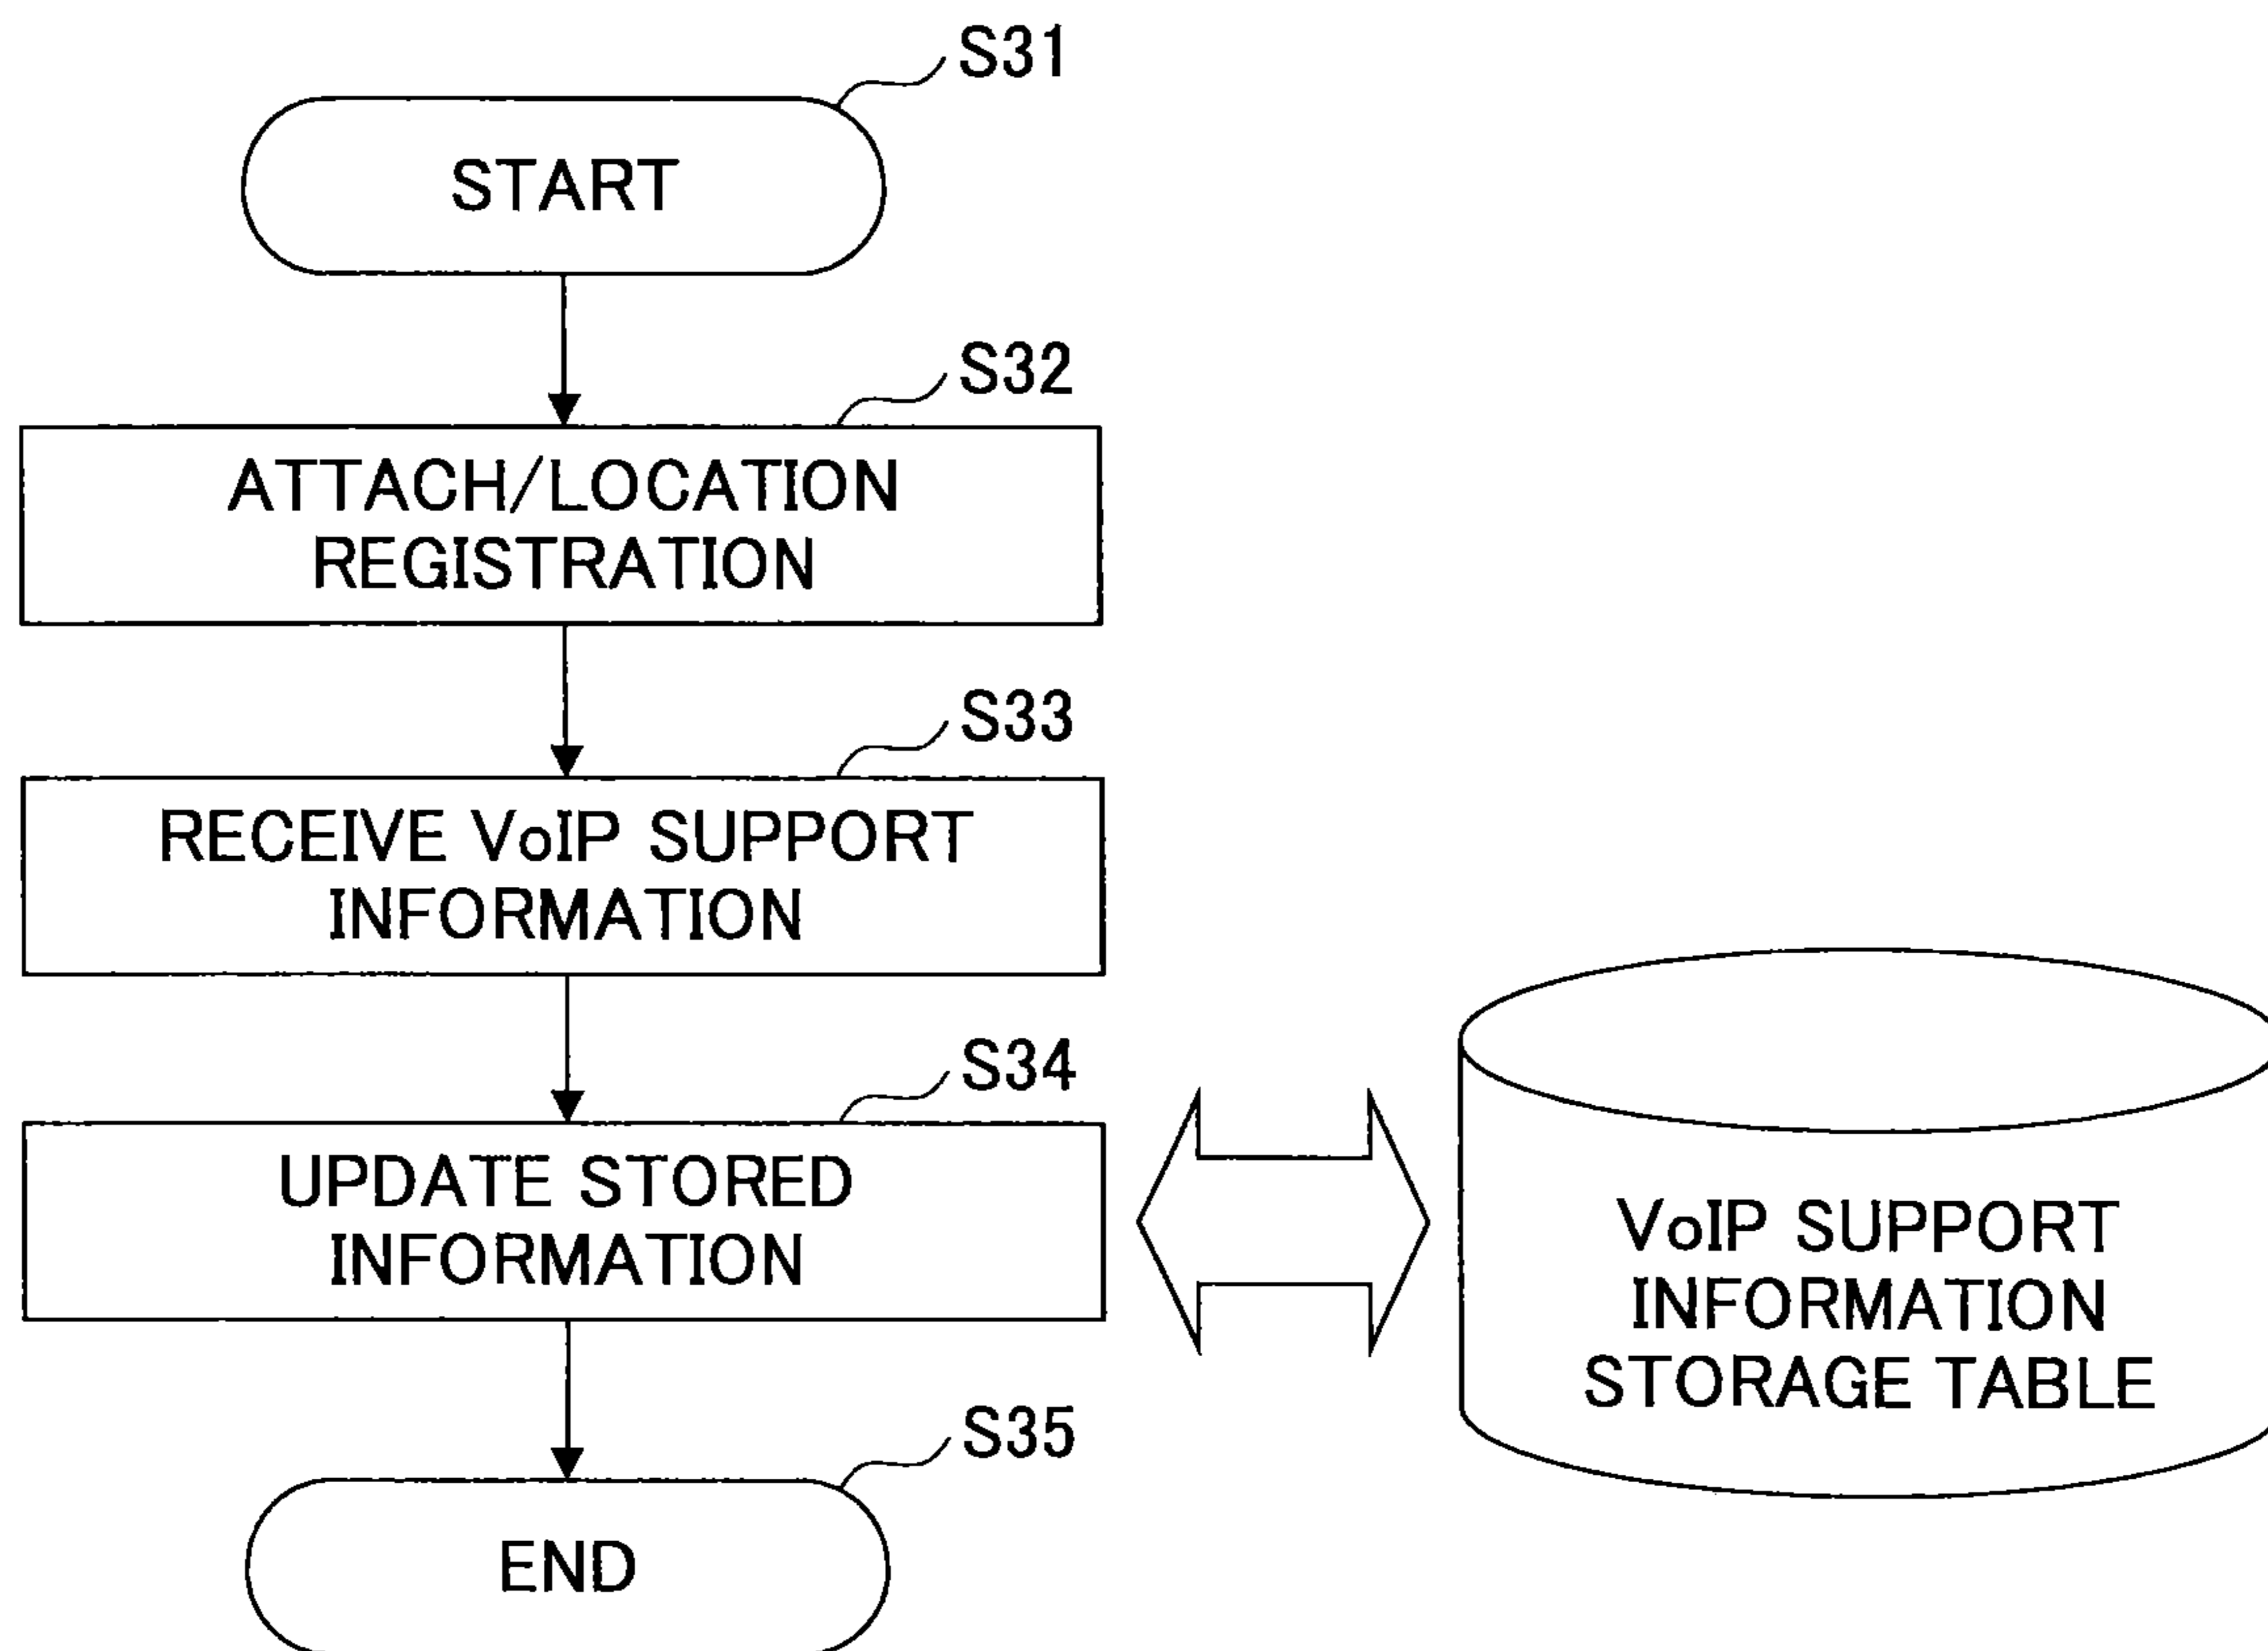 S31
START
S32
ATTACH/LOCATION
REGISTRATION
S33
RECEIVE VoIP SUPPORT
INFORMATION
S34
UPDATE STORED
INFORMATION
VoIP SUPPORT
INFORMATION
STORAGE TABLE
S35
END